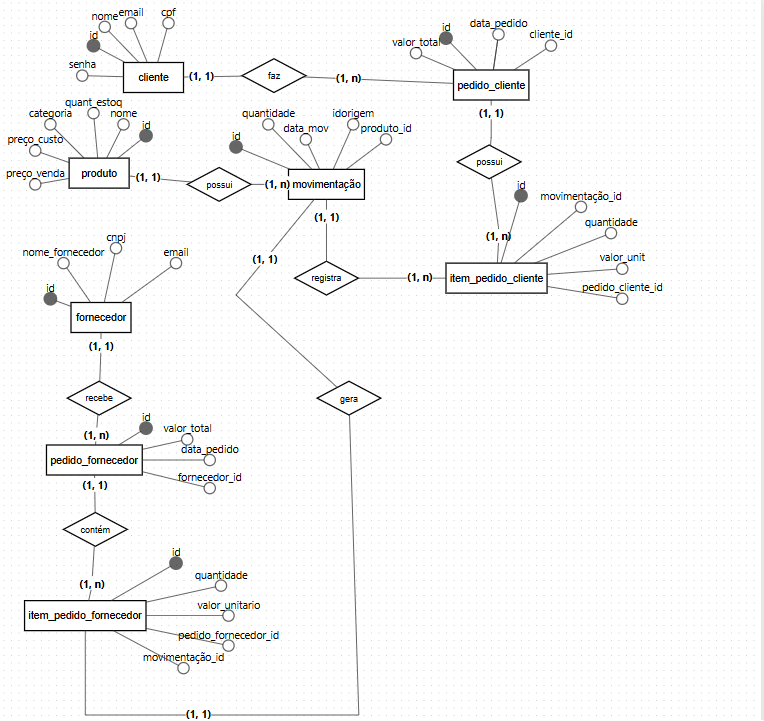 nome
email
cpf
id
senha
cliente
(1, 1)
faz
(1, n)
id
data_pedido
cliente_id
valor_total
pedido_cliente
(1, 1)
possui
(1, n)
quant_estoq
categoria
nome
id
preço_custo
preço_venda
produto
(1, 1)
possui
(1, n)
quantidade
idorigem
id
data_mov
produto_id
movimentação
(1, 1)
(1, 1)
registra
(1, n)
id
movimentação_id
quantidade
valor_unit
pedido_cliente_id
item_pedido_cliente
cnpj
nome_fornecedor
email
id
fornecedor
(1, 1)
recebe
(1, n)
gera
id
valor_total
data_pedido
fornecedor_id
pedido_fornecedor
(1, 1)
contém
(1, n)
id
quantidade
valor_unitario
pedido_fornecedor_id
movimentação_id
item_pedido_fornecedor
(1, 1)